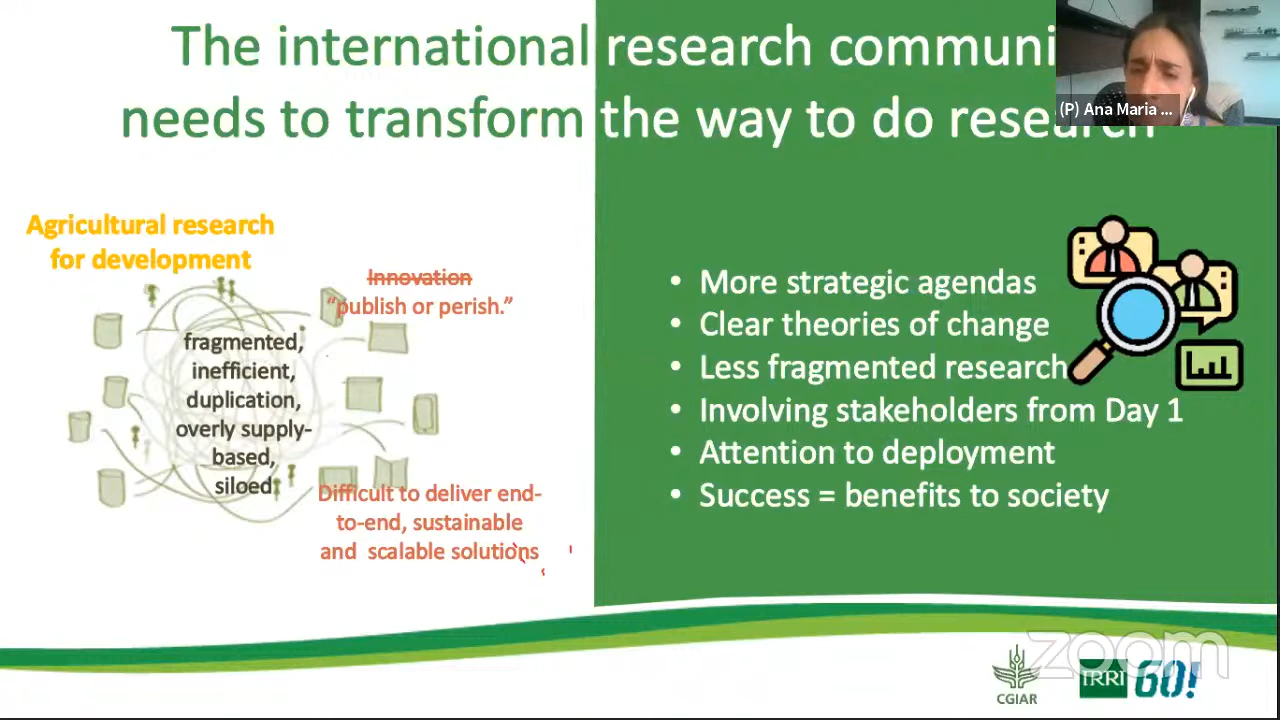 The international research communi
needs to transform the way to do research
(P) Ana Maria ...
Agricultural research
for development
Innovation
“publish or perish.”
fragmented,
inefficient,
duplication,
overly supply-
based,
siloed
Difficult to deliver end-
to-end, sustainable
and scalable solutions
• More strategic agendas
• Clear theories of change
• Less fragmented research
• Involving stakeholders from Day 1
• Attention to deployment
• Success = benefits to society
CGIAR
IRRI 60!
zoom